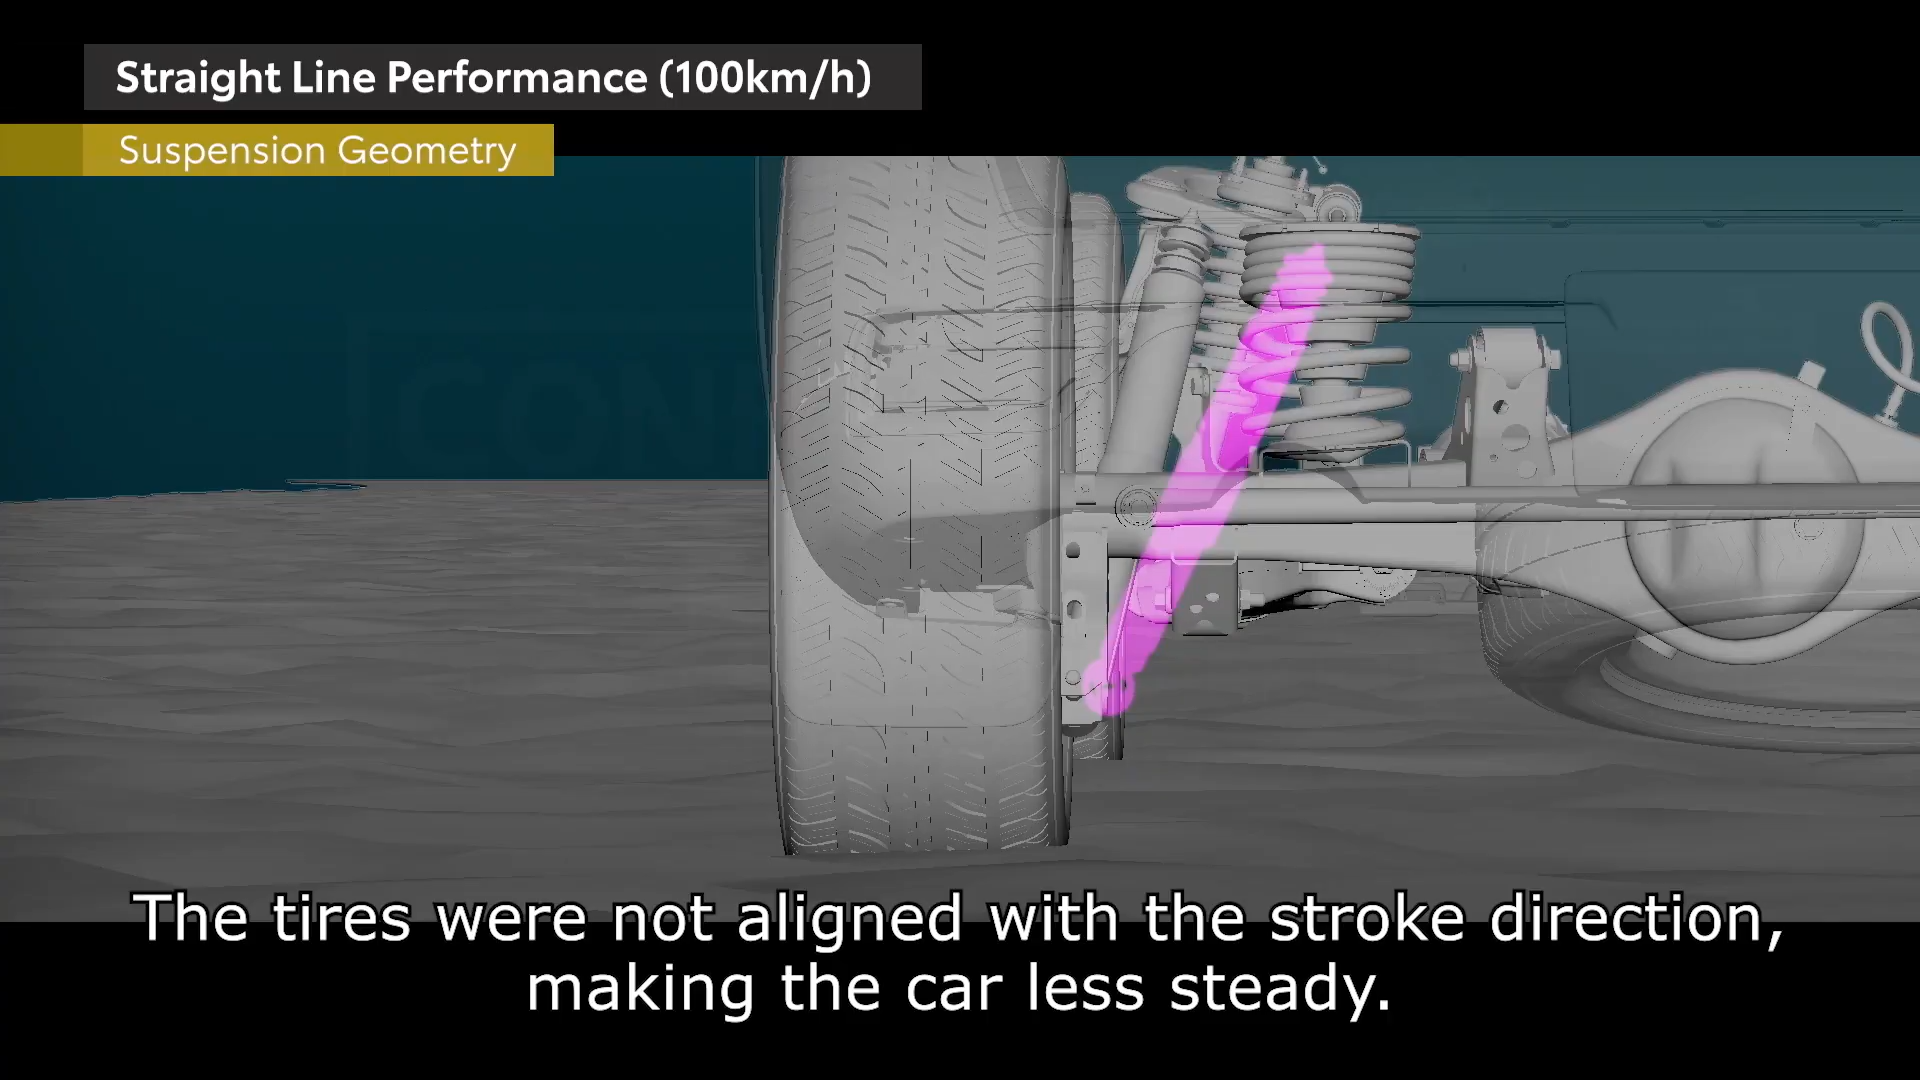 Straight Line Performance (100km/h)
Suspension Geometry
The tires were not aligned with the stroke direction,
making the car less steady.